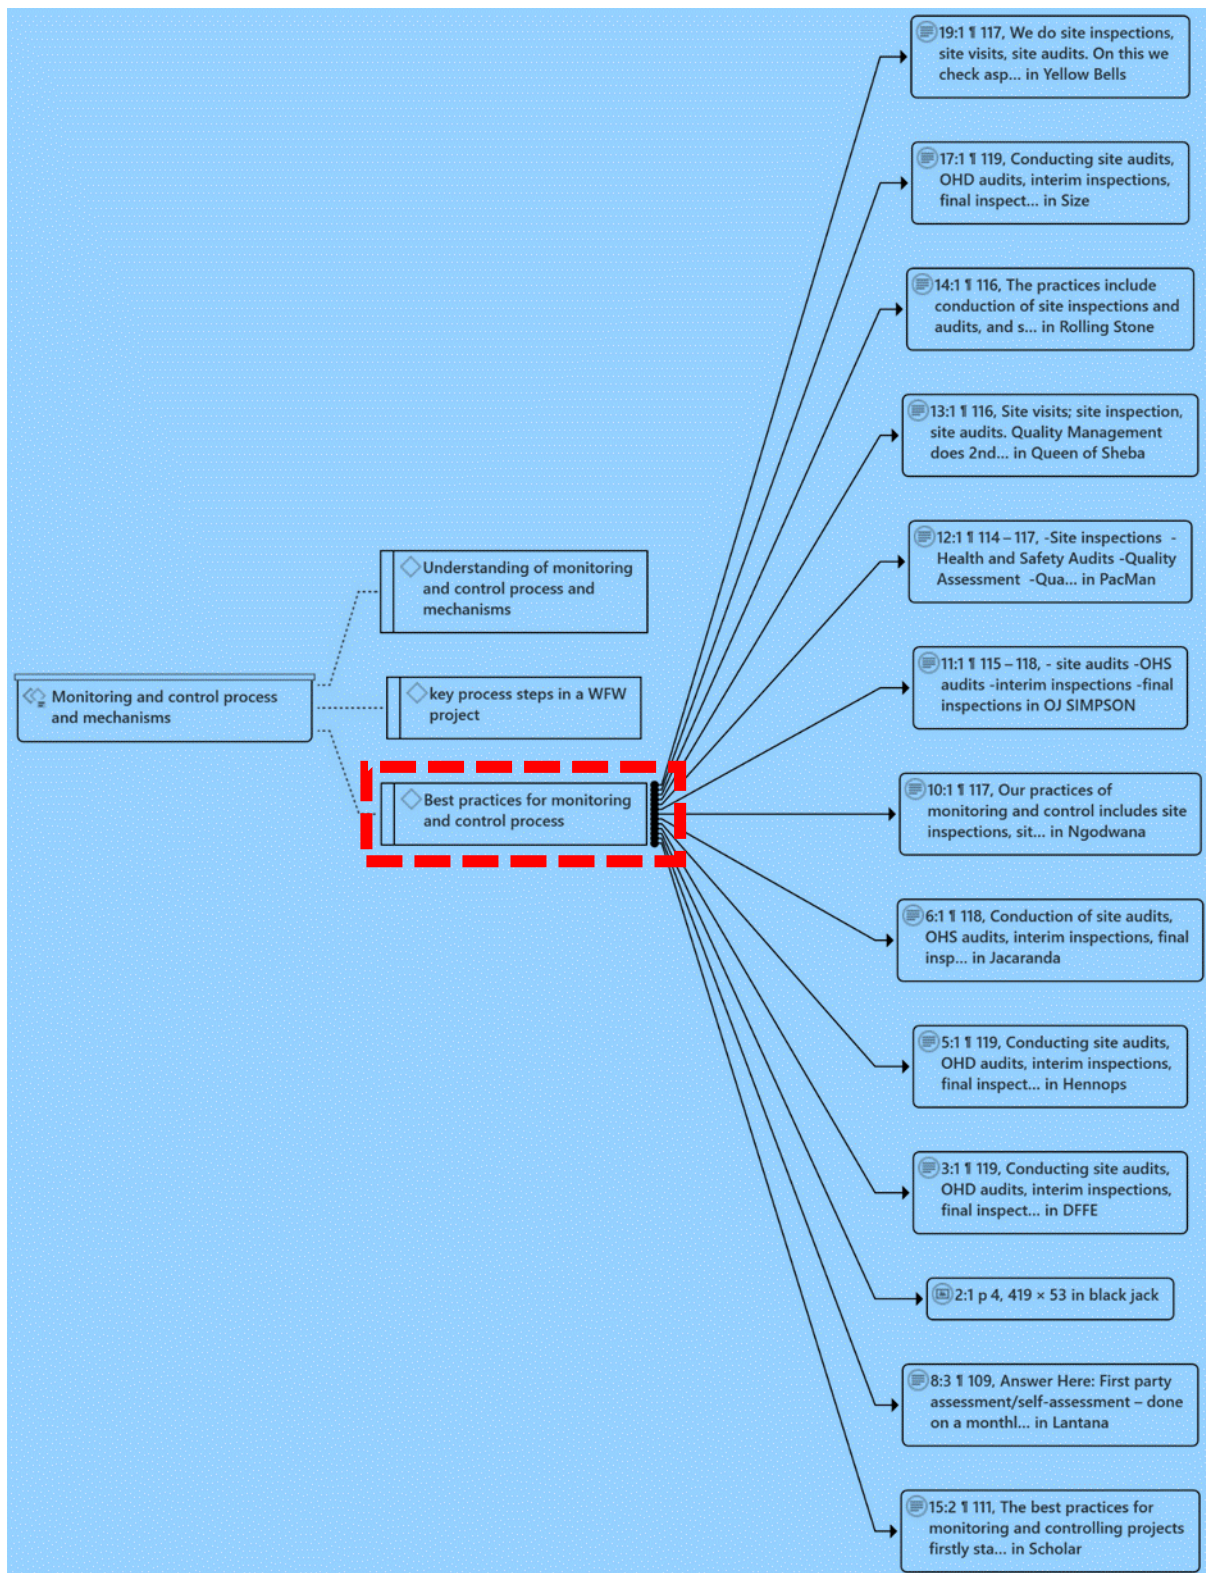 Monitoring and control process
and mechanisms
Understanding of monitoring
and control process and
mechanisms
key process steps in a WFW
project
Best practices for monitoring
and control process
19:1 ¶ 117, We do site inspections,
site visits, site audits. On this we
check asp... in Yellow Bells
17:1 ¶ 119, Conducting site audits,
OHD audits, interim inspections,
final inspect... in Size
14:1 ¶ 116, The practices include
conduction of site inspections and
audits, and s... in Rolling Stone
13:1 ¶ 116, Site visits; site inspection,
site audits. Quality Management
does 2nd... in Queen of Sheba
12:1 ¶ 114 – 117, -Site inspections -
Health and Safety Audits -Quality
Assessment -Qua... in PacMan
11:1 ¶ 115 – 118, - site audits -OHS
audits -interim inspections -final
inspections in OJ SIMPSON
10:1 ¶ 117, Our practices of
monitoring and control includes site
inspections, sit... in Ngodwana
6:1 ¶ 118, Conduction of site audits,
OHS audits, interim inspections, final
insp... in Jacaranda
5:1 ¶ 119, Conducting site audits,
OHD audits, interim inspections,
final inspect... in Hennops
3:1 ¶ 119, Conducting site audits,
OHD audits, interim inspections,
final inspect... in DFFE
2:1 p 4, 419 × 53 in black jack
8:3 ¶ 109, Answer Here: First party
assessment/self-assessment – done
on a monthl... in Lantana
15:2 ¶ 111, The best practices for
monitoring and controlling projects
firstly sta... in Scholar